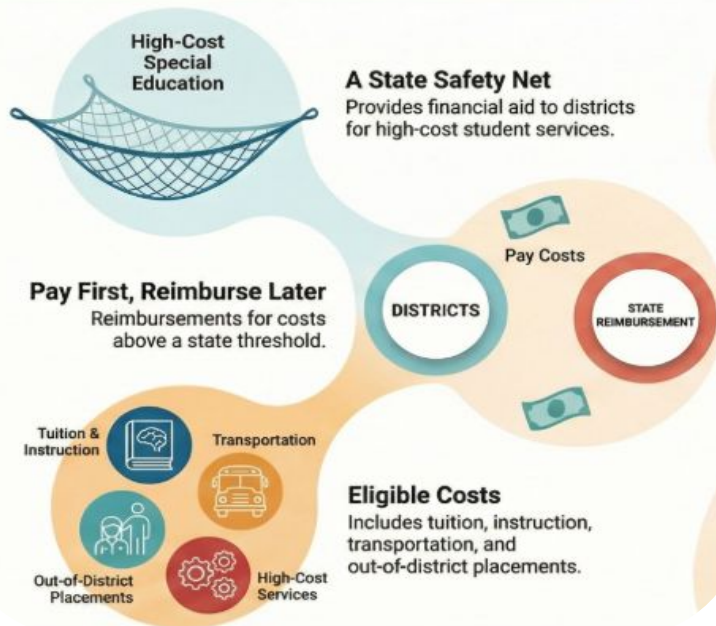 High-Cost
Special
Education
A State Safety Net
Provides financial aid to districts
for high-cost student services.
Pay Costs
DISTRICTS
STATE
REIMBURSEMENT
Pay First, Reimburse Later
Reimbursements for costs
above a state threshold.
Tuition &
Instruction
Transportation
Out-of-District
Placements
High-Cost
Services
Eligible Costs
Includes tuition, instruction,
transportation, and
out-of-district placements.